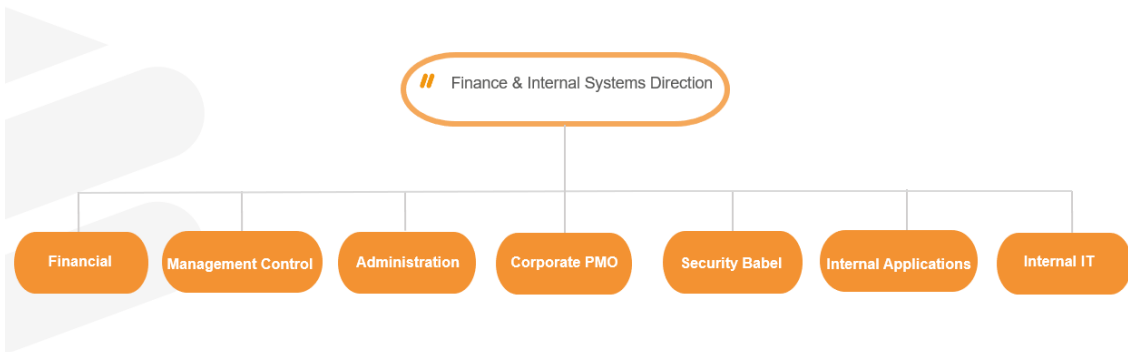 Finance & Internal Systems Direction
Financial
Management Control
Administration
Corporate PMO
Security Babel
Internal Applications
Internal IT